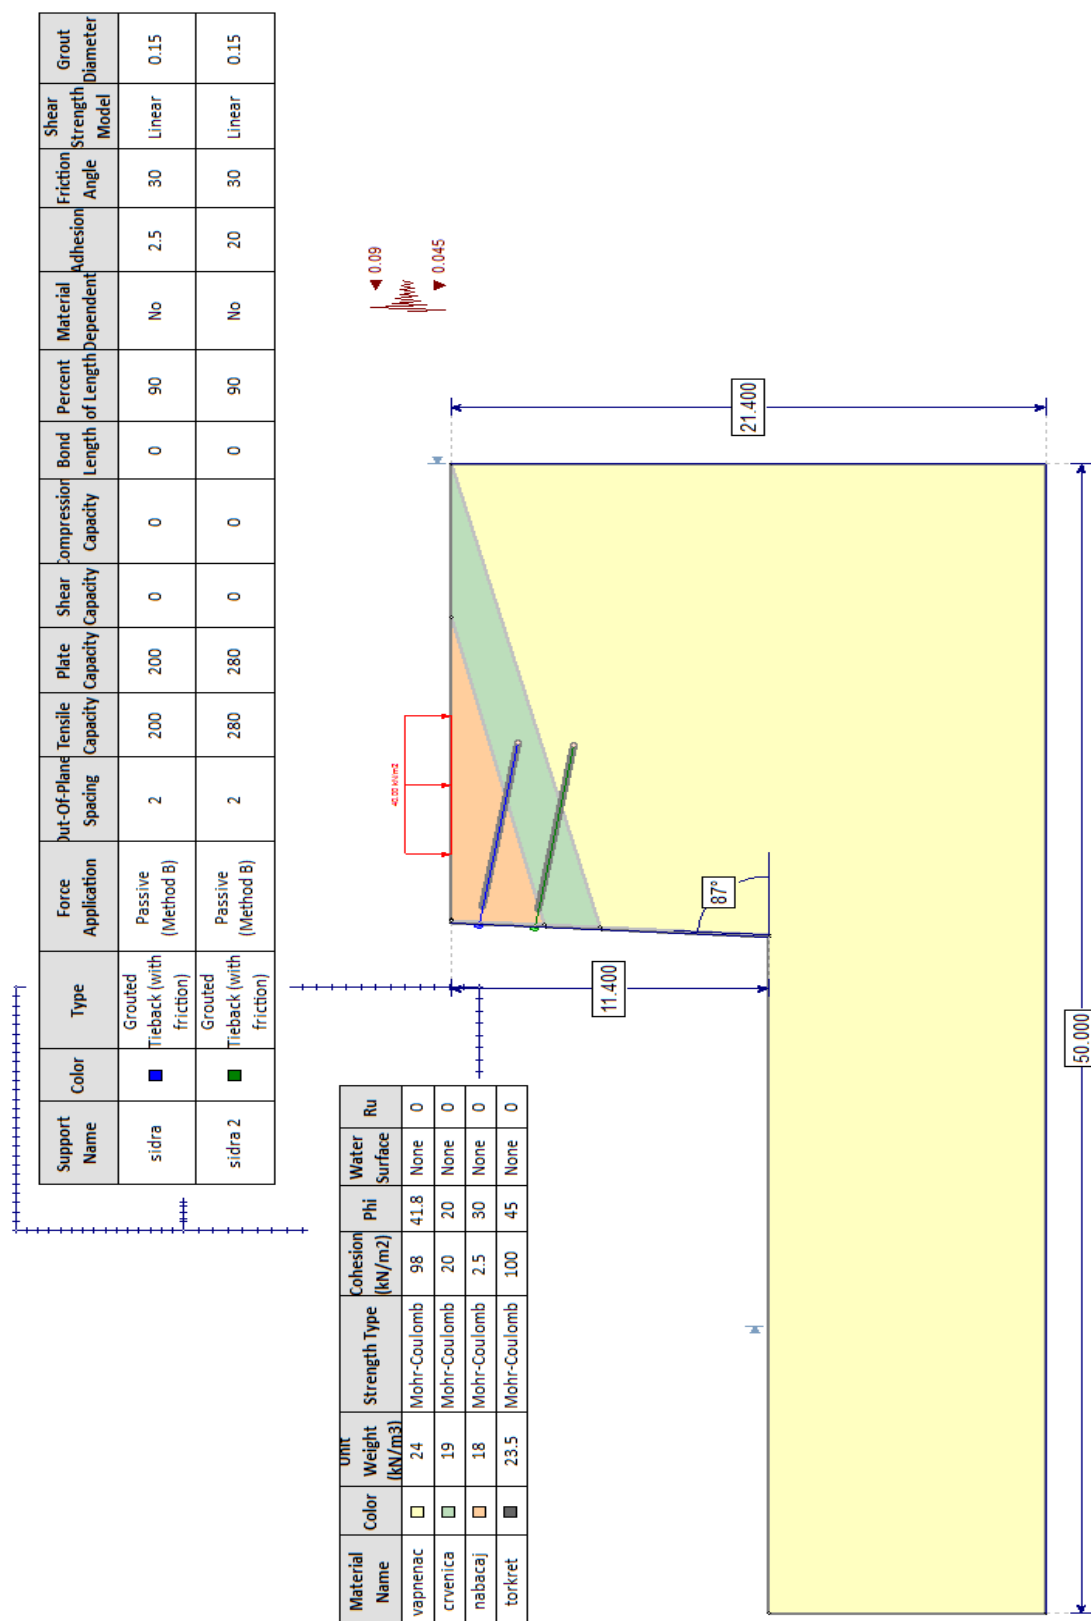 Support Name
Color
Type
Force Application
Out-Of-Plane Spacing
Tensile Capacity
Plate Capacity
Shear Capacity
Compression Capacity
Bond Length
Percent of Length
Material Dependent
Adhesion
Friction Angle
Shear Strength Model
Grout Diameter
sidra
Grouted Tieback (with friction)
Passive (Method B)
2
200
200
0
0
0
90
No
2.5
30
Linear
0.15
sidra 2
Grouted Tieback (with friction)
Passive (Method B)
2
280
280
0
0
0
90
No
20
30
Linear
0.15
Material Name
Color
Unit Weight (kN/m3)
Strength Type
Cohesion (kN/m2)
Phi
Water Surface
Ru
vapnenac
24
Mohr-Coulomb
98
41.8
None
0
crvenica
19
Mohr-Coulomb
20
20
None
0
nabacaj
18
Mohr-Coulomb
2.5
30
None
0
torkret
23.5
Mohr-Coulomb
100
45
None
0
0.09
0.045
40.00 kN/m2
11.400
87°
21.400
50.000